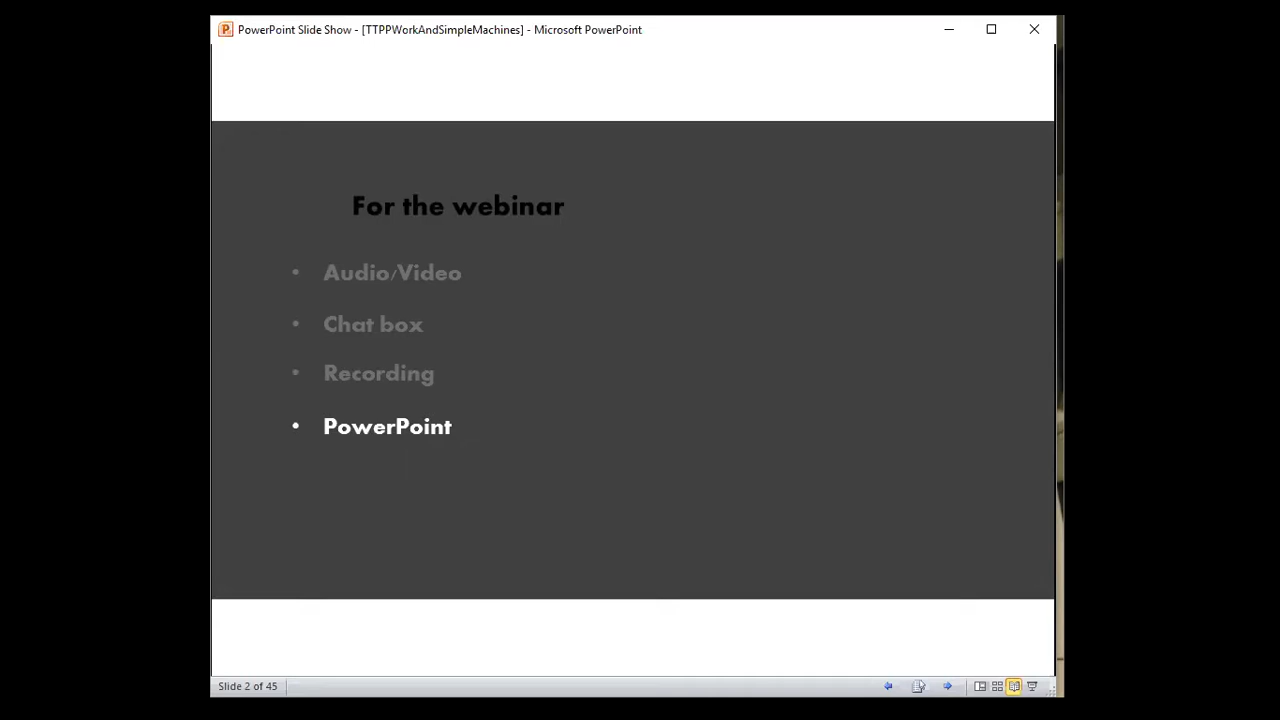 PowerPoint Slide Show - [TTPPWorkAndSimpleMachines] - Microsoft PowerPoint
For the webinar
• Audio/Video
• Chat box
• Recording
• PowerPoint
Slide 2 of 45